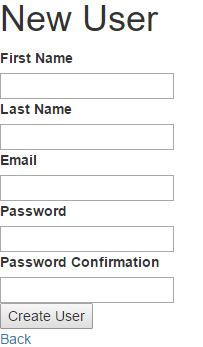 New User
First Name
Last Name
Email
Password
Password Confirmation
Create User
Back